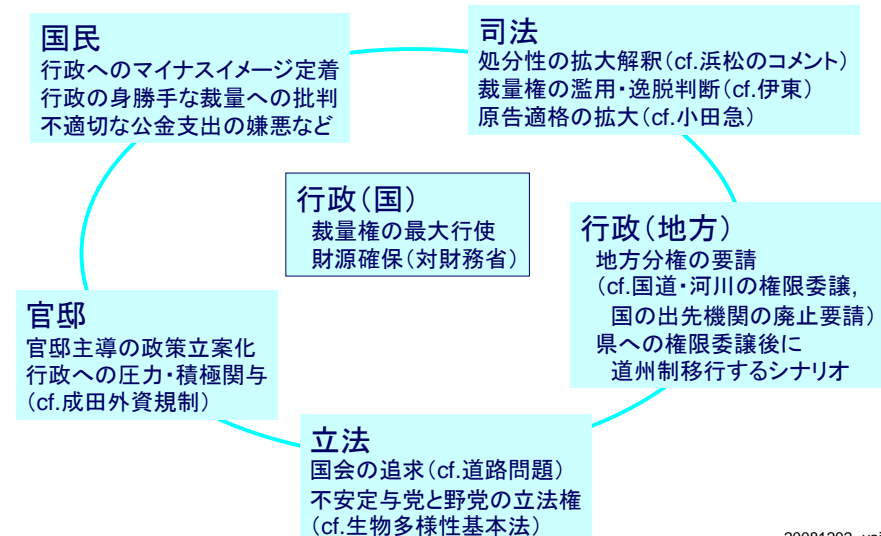 国民
行政へのマイナスイメージ定着
行政の身勝手な裁量への批判
不適切な公金支出の嫌悪など
司法
処分性の拡大解釈(cf.浜松のコメント)
裁量権の濫用・逸脱判断(cf.伊東)
原告適格の拡大(cf.小田急)
行政(国)
裁量権の最大行使
財源確保(対財務省)
行政(地方)
地方分権の要請
(cf.国道・河川の権限委譲,
国の出先機関の廃止要請)
県への権限委譲後に
道州制移行するシナリオ
官邸
官邸主導の政策立案化
行政への圧力・積極関与
(cf.成田外資規制)
立法
国会の追求(cf.道路問題)
不安定与党と野党の立法権
(cf.生物多様性基本法)